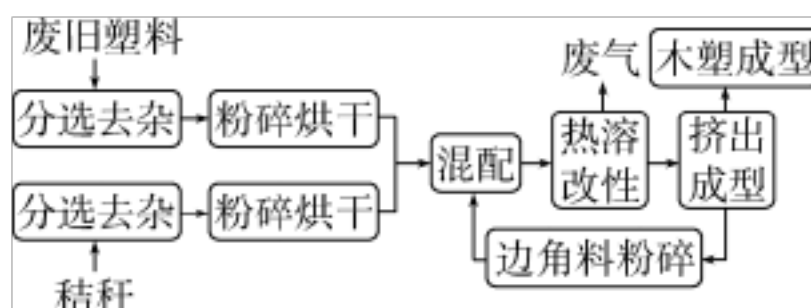 废旧塑料
分选去杂
粉碎烘干
分选去杂
粉碎烘干
秸秆
混配
废气
热溶
改性
木塑成型
挤出
成型
边角料粉碎